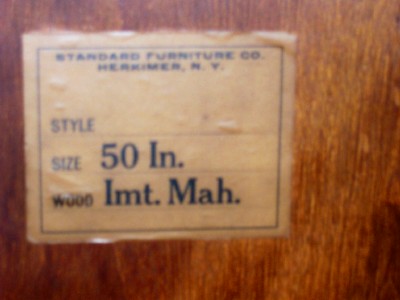 STANDARD FURNITURE CO.
HERKIMER, N. Y.
STYLE
SIZE 50 In.
WOOD Imt. Mah.